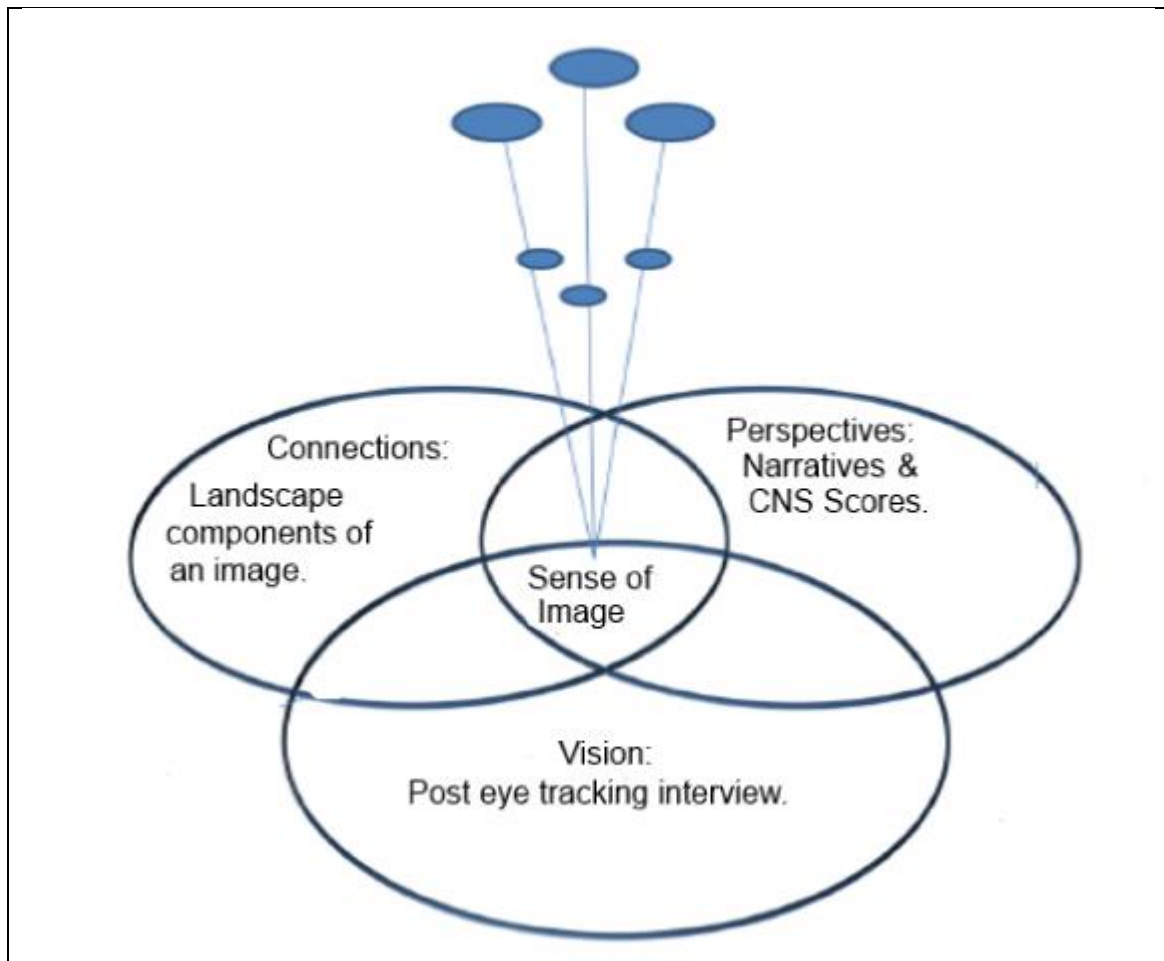 Connections:
Landscape
components of
an image.
Perspectives:
Narratives &
CNS Scores.
Sense of
Image
Vision:
Post eye tracking interview.